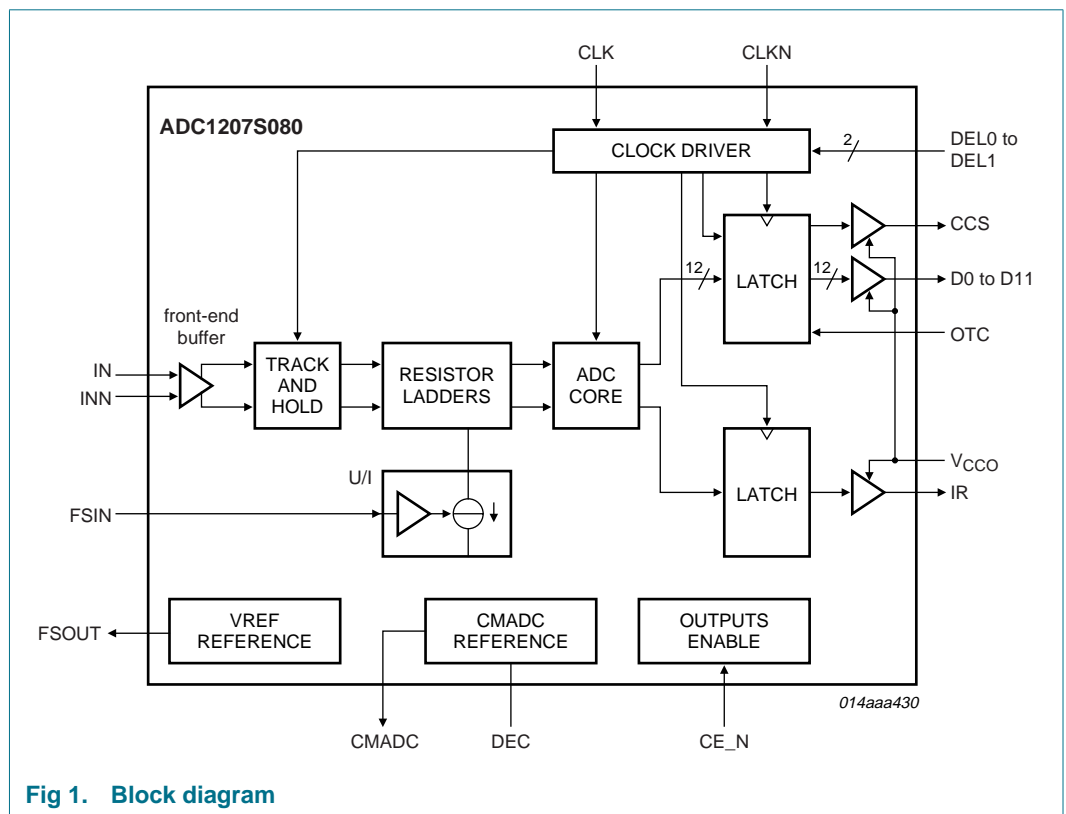 CLK CLKN
ADC1207S080
CLOCK DRIVER
2
DEL0 to
DEL1
CCS
12
LATCH
12
D0 to D11
OTC
front-end
buffer
IN
INN
TRACK
AND
HOLD
RESISTOR
LADDERS
ADC
CORE
U/I
FSIN
LATCH
VCCO
IR
FSOUT
VREF
REFERENCE
CMADC
REFERENCE
OUTPUTS
ENABLE
014aaa430
CMADC DEC CE_N
Fig 1. Block diagram